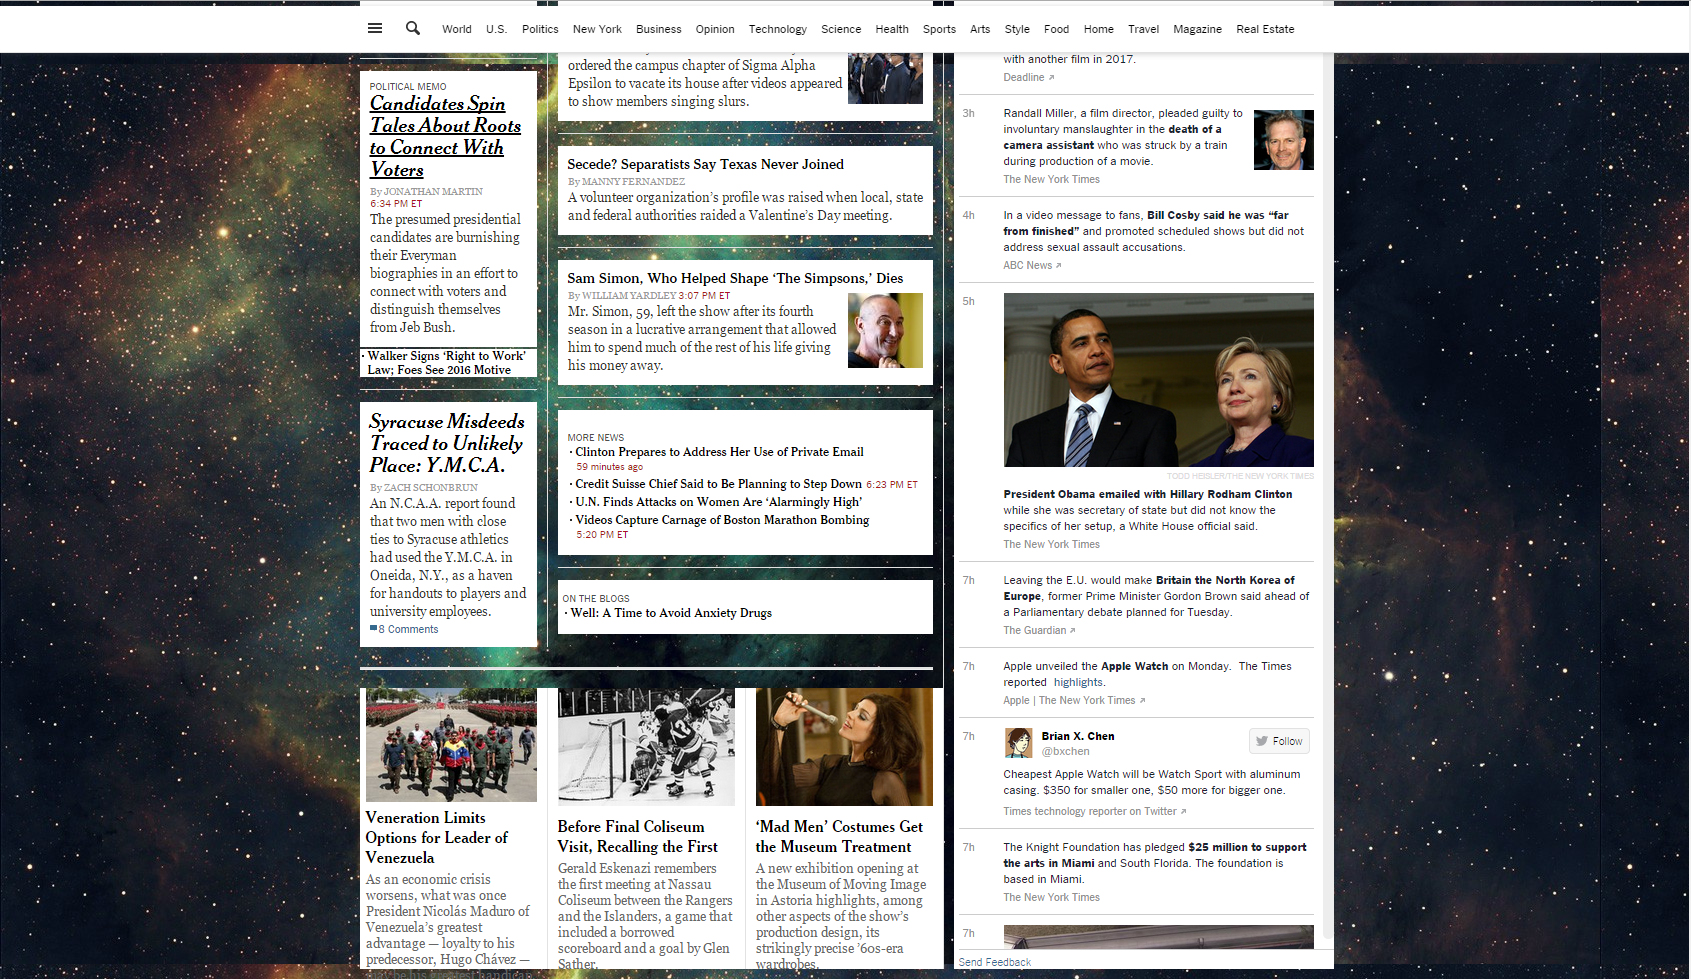 World U.S. Politics New York Business Opinion Technology Science Health Sports Arts Style Food Home Travel Magazine Real Estate
POLITICAL MEMO
Candidates Spin
Tales About Roots
to Connect With
Voters
By JONATHAN MARTIN
6:34 PM ET
The presumed presidential
candidates are burnishing
their Everyman
biographies in an effort to
connect with voters and
distinguish themselves
from Jeb Bush.
· Walker Signs ‘Right to Work’
Law; Foes See 2016 Motive
Syracuse Misdeeds
Traced to Unlikely
Place: Y.M.C.A.
By ZACH SCHONBRUN
An N.C.A.A. report found
that two men with close
ties to Syracuse athletics
had used the Y.M.C.A. in
Oneida, N.Y., as a haven
for handouts to players and
university employees.
8 Comments
ordered the campus chapter of Sigma Alpha
Epsilon to vacate its house after videos appeared
to show members singing slurs.
Secede? Separatists Say Texas Never Joined
By MANNY FERNANDEZ
A volunteer organization’s profile was raised when local, state
and federal authorities raided a Valentine’s Day meeting.
Sam Simon, Who Helped Shape ‘The Simpsons,’ Dies
By WILLIAM YARDLEY 3:07 PM ET
Mr. Simon, 59, left the show after its fourth
season in a lucrative arrangement that allowed
him to spend much of the rest of his life giving
his money away.
MORE NEWS
· Clinton Prepares to Address Her Use of Private Email
59 minutes ago
· Credit Suisse Chief Said to Be Planning to Step Down 6:23 PM ET
· U.N. Finds Attacks on Women Are ‘Alarmingly High’
· Videos Capture Carnage of Boston Marathon Bombing
5:20 PM ET
ON THE BLOGS
· Well: A Time to Avoid Anxiety Drugs
Veneration Limits
Options for Leader of
Venezuela
As an economic crisis
worsens, what was once
President Nicolás Maduro of
Venezuela’s greatest
advantage — loyalty to his
predecessor, Hugo Chávez —
may be his greatest handicap.
Before Final Coliseum
Visit, Recalling the First
Gerald Eskenazi remembers
the first meeting at Nassau
Coliseum between the Rangers
and the Islanders, a game that
included a borrowed
scoreboard and a goal by Glen
Sather.
‘Mad Men’ Costumes Get
the Museum Treatment
A new exhibition opening at
the Museum of Moving Image
in Astoria highlights, among
other aspects of the show’s
production design, its
strikingly precise ’60s-era
wardrobes.
with another film in 2017.
Deadline
3h
Randall Miller, a film director, pleaded guilty to
involuntary manslaughter in the death of a
camera assistant who was struck by a train
during production of a movie.
The New York Times
4h
In a video message to fans, Bill Cosby said he was “far
from finished” and promoted scheduled shows but did not
address sexual assault accusations.
ABC News
5h
TODD HEISLER/THE NEW YORK TIMES
President Obama emailed with Hillary Rodham Clinton
while she was secretary of state but did not know the
specifics of her setup, a White House official said.
The New York Times
7h
Leaving the E.U. would make Britain the North Korea of
Europe, former Prime Minister Gordon Brown said ahead of
a Parliamentary debate planned for Tuesday.
The Guardian
7h
Apple unveiled the Apple Watch on Monday. The Times
reported highlights.
Apple | The New York Times
7h
Brian X. Chen
@bxchen
Follow
Cheapest Apple Watch will be Watch Sport with aluminum
casing. $350 for smaller one, $50 more for bigger one.
Times technology reporter on Twitter
7h
The Knight Foundation has pledged $25 million to support
the arts in Miami and South Florida. The foundation is
based in Miami.
The New York Times
7h
Send Feedback